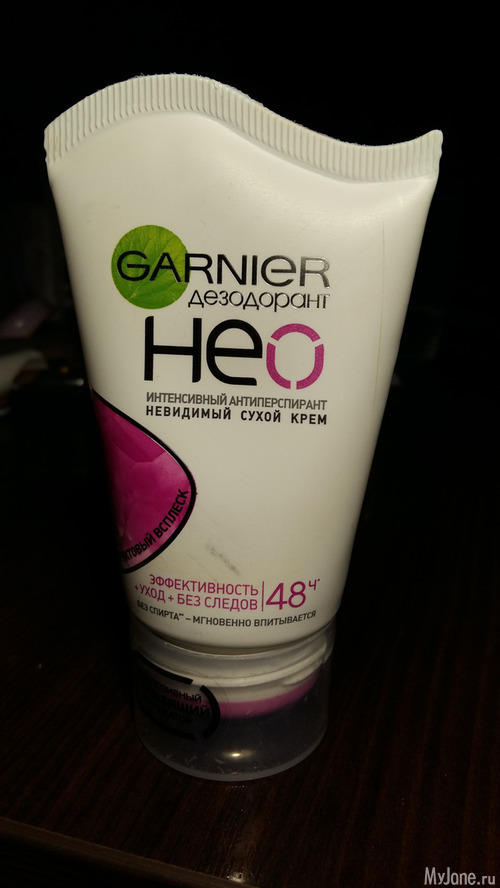 GARNIER
дезодорант
нео
ИНТЕНСИВНЫЙ АНТИПЕРСПИРАНТ
НЕВИДИМЫЙ СУХОЙ КРЕМ
ВСПЛЕСК
ЭФФЕКТИВНОСТЬ
+УХОД + БЕЗ СЛЕДОВ
48Ч*
БЕЗ СПИРТА** – МГНОВЕННО ВПИТЫВАЕТСЯ
MyJane.ru